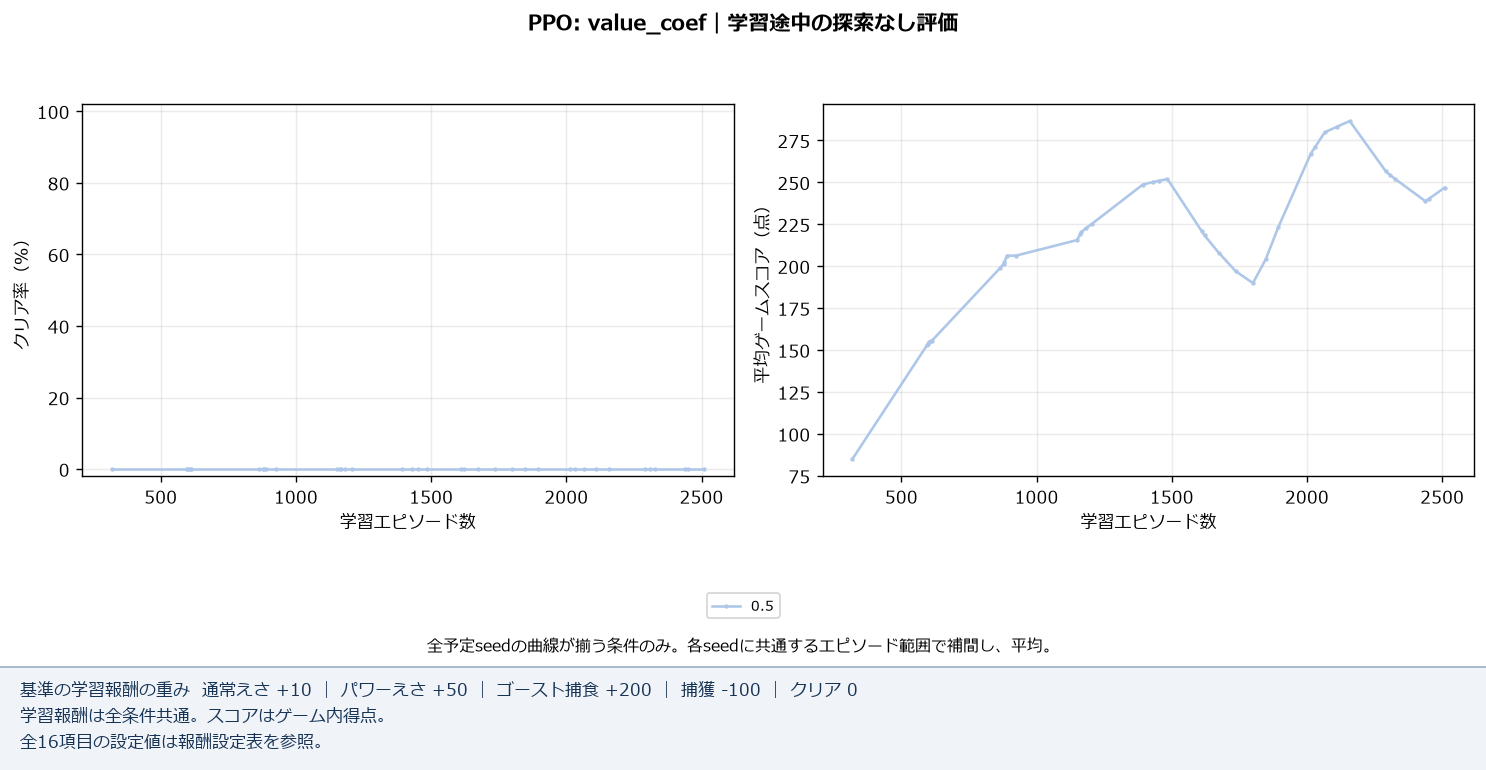 PPO: value_coef｜学習途中の探索なし評価
クリア率（%）
100
80
60
40
20
0
500
1000
1500
2000
2500
学習エピソード数
平均ゲームスコア（点）
275
250
225
200
175
150
125
100
75
500
1000
1500
2000
2500
学習エピソード数
0.5
全予定seedの曲線が揃う条件のみ。各seedに共通するエピソード範囲で補間し、平均。
基準の学習報酬の重み 通常えさ +10 ｜ パワーえさ +50 ｜ ゴースト捕食 +200 ｜ 捕獲 -100 ｜ クリア 0
学習報酬は全条件共通。スコアはゲーム内得点。
全16項目の設定値は報酬設定表を参照。